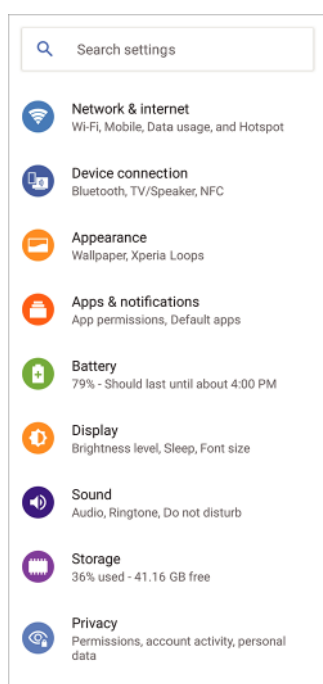 Search settings
Network & internet
Wi-Fi, Mobile, Data usage, and Hotspot
Device connection
Bluetooth, TV/Speaker, NFC
Appearance
Wallpaper, Xperia Loops
Apps & notifications
App permissions, Default apps
Battery
79% - Should last until about 4:00 PM
Display
Brightness level, Sleep, Font size
Sound
Audio, Ringtone, Do not disturb
Storage
36% used - 41.16 GB free
Privacy
Permissions, account activity, personal
data